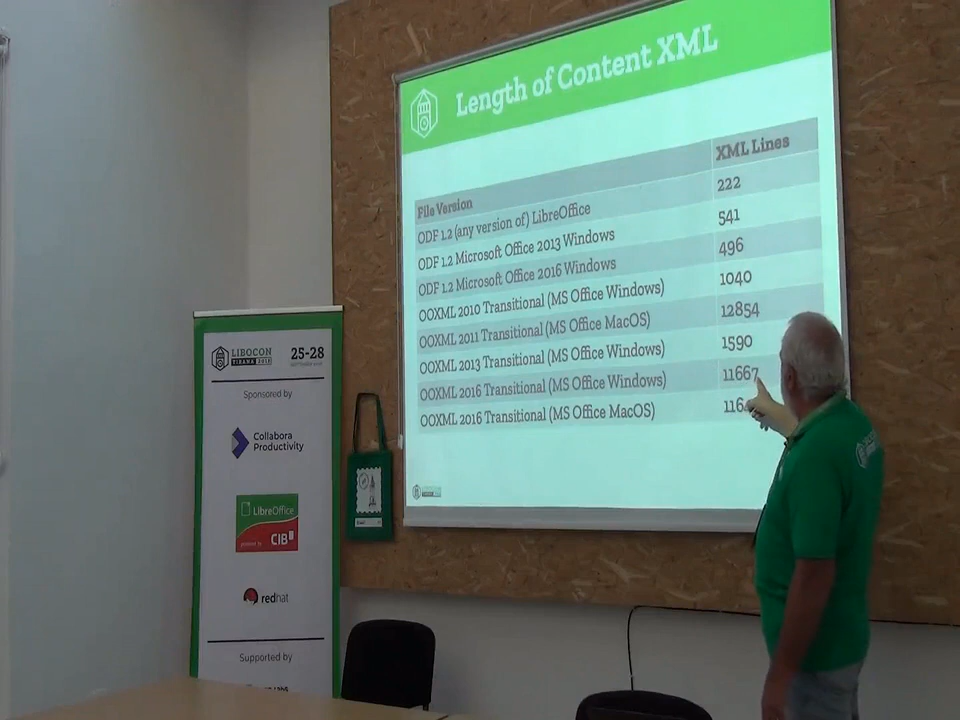 Length of Content XML
File Version XML Lines
ODF 1.2 (any version of) LibreOffice 222
ODF 1.2 Microsoft Office 2013 Windows 541
ODF 1.2 Microsoft Office 2016 Windows 496
OOXML 2010 Transitional (MS Office Windows) 1040
OOXML 2011 Transitional (MS Office MacOS) 12854
OOXML 2013 Transitional (MS Office Windows) 1590
OOXML 2016 Transitional (MS Office Windows) 11667
OOXML 2016 Transitional (MS Office MacOS)
LIBOCON
TIRANA 2018
25-28
Sponsored by
Collabora
Productivity
LibreOffice
powered by CIB
redhat
Supported by